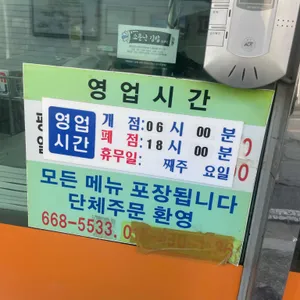 영업시간
영업
시간
개 점:06 시 00 분
폐 점:18 시 00 분
휴무일: 째주 요일
모든 메뉴 포장됩니다
단체주문 환영
668-5533,